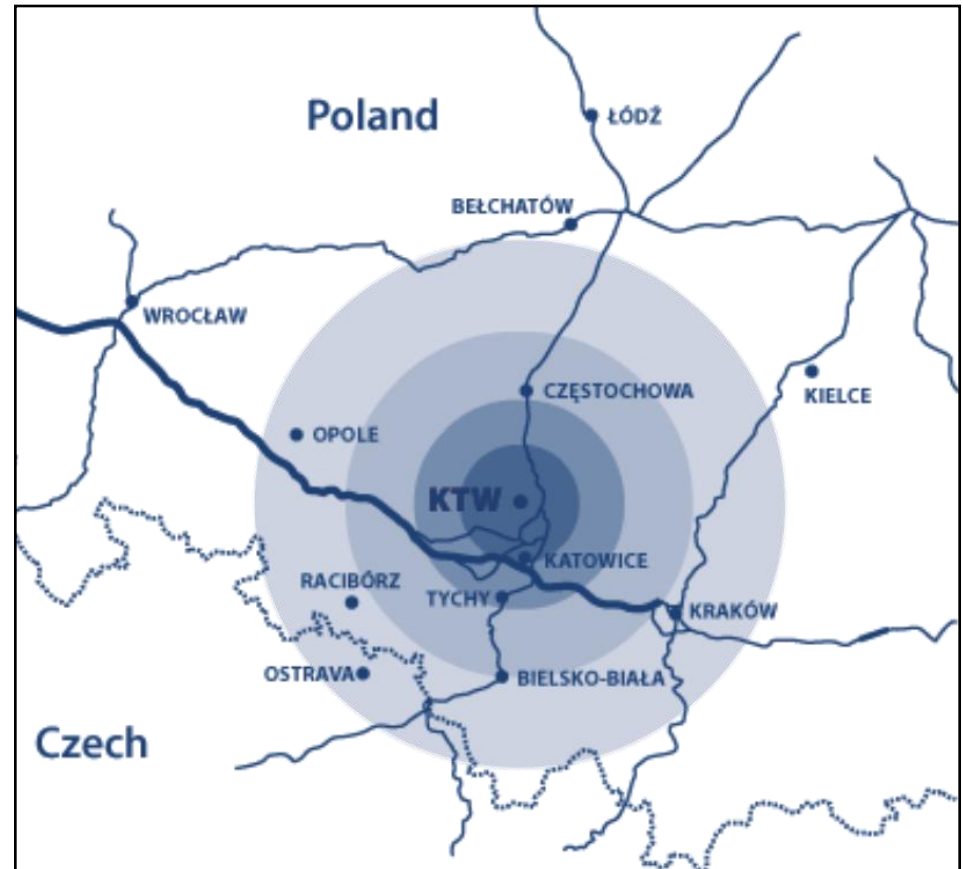 Poland
ŁÓDŹ
BEŁCHATÓW
WROCŁAW
CZĘSTOCHOWA
KIELCE
OPOLE
KTW
KATOWICE
RACIBÓRZ
TYCHY
KRAKÓW
OSTRAVA
BIELSKO-BIAŁA
Czech